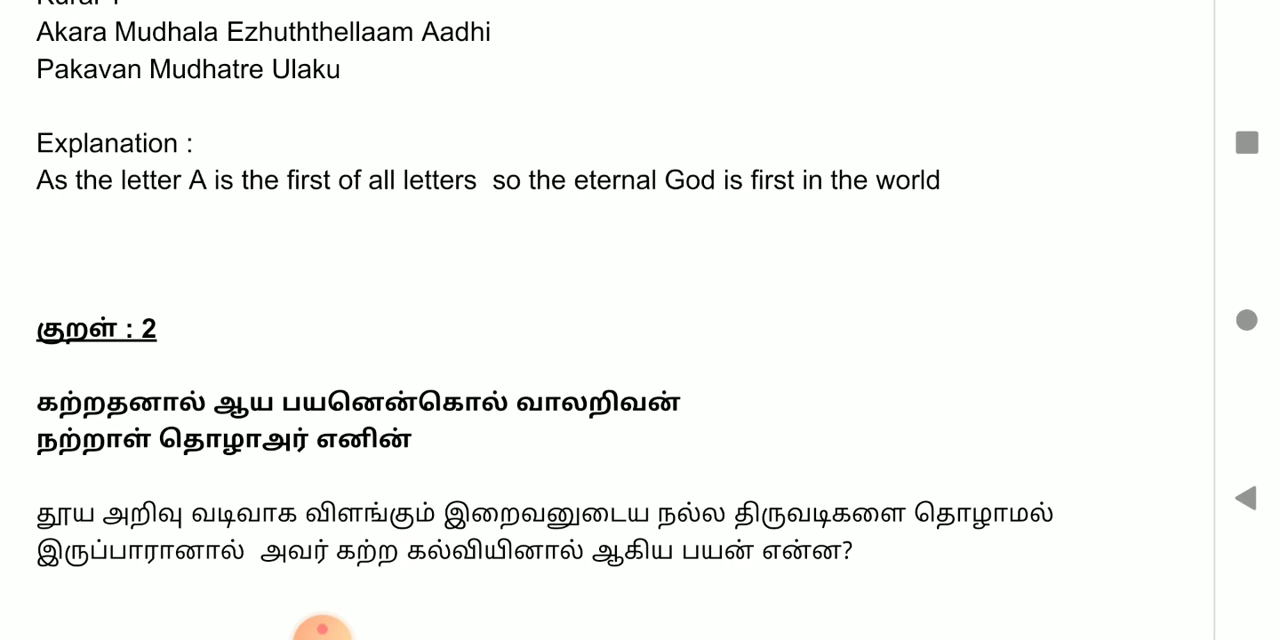 Akara Mudhala Ezhuththellaam Aadhi
Pakavan Mudhatre Ulaku
Explanation :
As the letter A is the first of all letters  so the eternal God is first in the world
குறள் : 2
கற்றதனால் ஆய பயனென்கொல் வாலறிவன்
நற்றாள் தொழாஅர் எனின்
தூய அறிவு வடிவாக விளங்கும் இறைவனுடைய நல்ல திருவடிகளை தொழாமல்
இருப்பாரானால்  அவர் கற்ற கல்வியினால் ஆகிய பயன் என்ன?